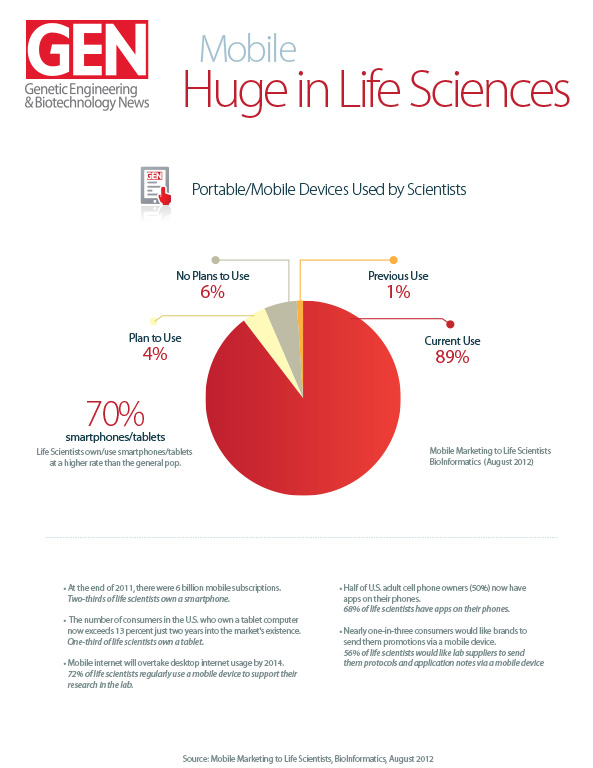 GEN
Genetic Engineering
& Biotechnology News
Mobile
Huge in Life Sciences
GEN
Portable/Mobile Devices Used by Scientists
No Plans to Use
6%
Previous Use
1%
Plan to Use
4%
Current Use
89%
70%
smartphones/tablets
Life Scientists own/use smartphones/tablets
at a higher rate than the general pop.
Mobile Marketing to Life Scientists
BioInformatics (August 2012)
• At the end of 2011, there were 6 billion mobile subscriptions.
Two-thirds of life scientists own a smartphone.
• The number of consumers in the U.S. who own a tablet computer
now exceeds 13 percent just two years into the market's existence.
One-third of life scientists own a tablet.
• Mobile internet will overtake desktop internet usage by 2014.
72% of life scientists regularly use a mobile device to support their
research in the lab.
• Half of U.S. adult cell phone owners (50%) now have
apps on their phones.
68% of life scientists have apps on their phones.
• Nearly one-in-three consumers would like brands to
send them promotions via a mobile device.
56% of life scientists would like lab suppliers to send
them protocols and application notes via a mobile device
Source: Mobile Marketing to Life Scientists, BioInformatics, August 2012